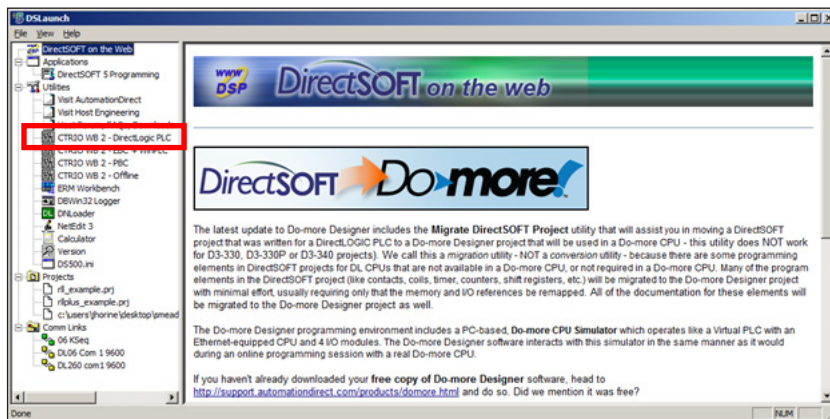 DSLaunch
File View Help
DirectSOFT on the Web
Applications
DirectSOFT 5 Programming
Utilities
Visit AutomationDirect
Visit Host Engineering
CTRIO WB 2 - DirectLogic PLC
CTRIO WB 2 - EBC + WinPLC
CTRIO WB 2 - PBC
CTRIO WB 2 - Offline
ERM Workbench
DBWin32 Logger
DL DNLoader
NetEdit 3
Calculator
Version
DS500.ini
Projects
rll_example.prj
rllplus_example.prj
c:\users\jhorine\desktop\pmead
Comm Links
06 KSeq
DL06 Com 1 9600
DL260 com1 9600
www
DSP
DirectSOFT on the web
DirectSOFT Do-more!
The latest update to Do-more Designer includes the Migrate DirectSOFT Project utility that will assist you in moving a DirectSOFT
project that was written for a DirectLOGIC PLC to a Do-more Designer project that will be used in a Do-more CPU - this utility does NOT work
for D3-330, D3-330P or D3-340 projects). We call this a migration utility - NOT a conversion utility - because there are some programming
elements in DirectSOFT projects for DL CPUs that are not available in a Do-more CPU, or not required in a Do-more CPU. Many of the program
elements in the DirectSOFT project (like contacts, coils, timer, counters, shift registers, etc.) will be migrated to the Do-more Designer project
with minimal effort, usually requiring only that the memory and I/O references be remapped. All of the documentation for these elements will
be migrated to the Do-more Designer project as well.
The Do-more Designer programming environment includes a PC-based, Do-more CPU Simulator which operates like a Virtual PLC with an
Ethernet-equipped CPU and 4 I/O modules. The Do-more Designer software interacts with this simulator in the same manner as it would
during an online programming session with a real Do-more CPU.
If you haven't already downloaded your free copy of Do-more Designer software, head to
http://support.automationdirect.com/products/domore.html and do so. Did we mention it was free?
Done
NUM